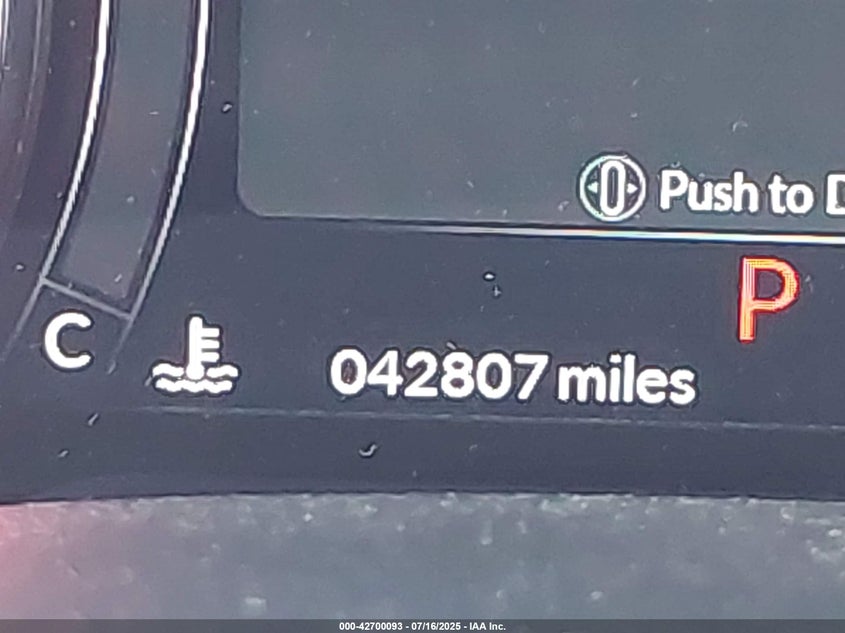 Push to D
P
C
042807 miles
000-42700093 - 07/16/2025 - IAA Inc.